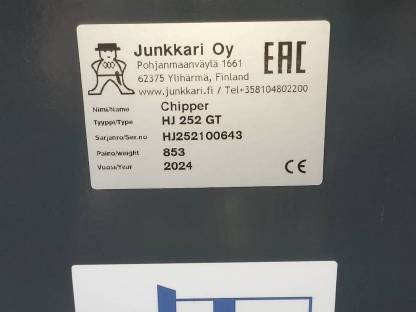 Junkkari Oy
Pohjanmaanväylä 1661
62375 Ylihärmä, Finland
www.junkkari.fi / Tel+358104802200
EAC
Nimi/Name Chipper
Tyyppi/Type HJ 252 GT
Sarjanro/Ser.no HJ252100643
Paino/weight 853
Vuosi/Year 2024
CE